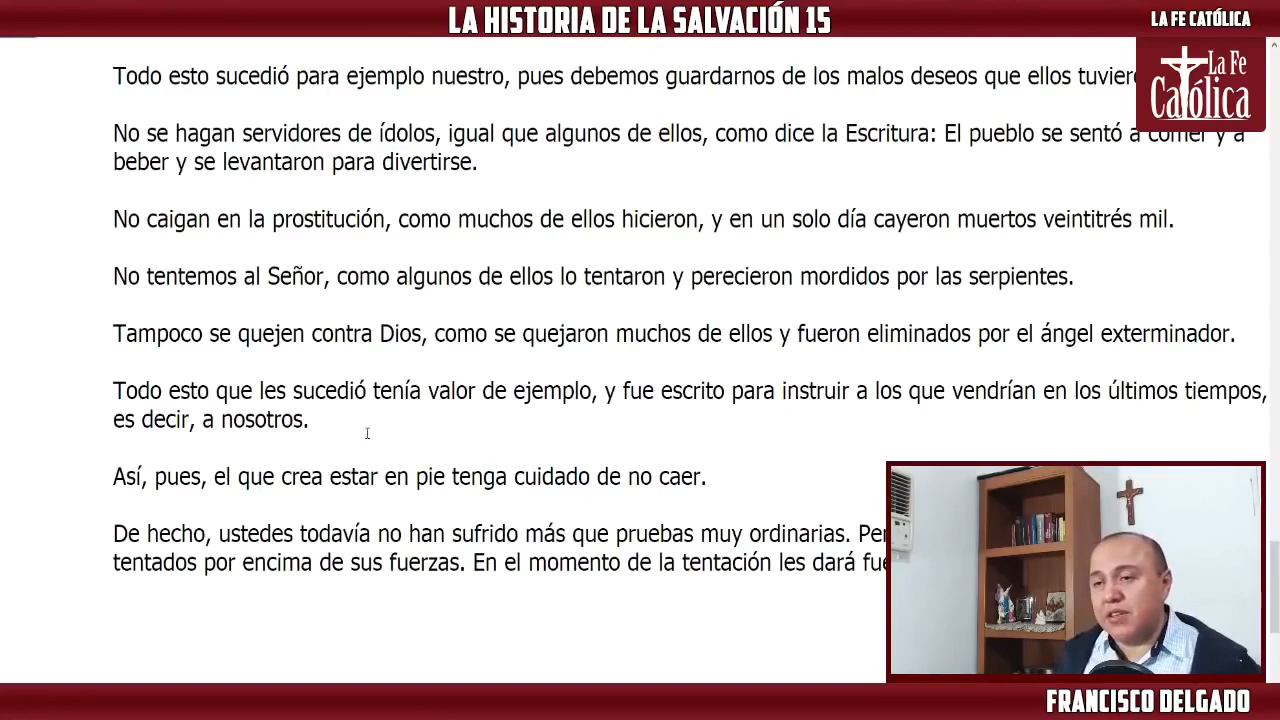 LA HISTORIA DE LA SALVACIÓN 15
LA FE CATÓLICA
La Fe
Católica
Todo esto sucedió para ejemplo nuestro, pues debemos guardarnos de los malos deseos que ellos
No se hagan servidores de ídolos, igual que algunos de ellos, como dice la Escritura: El pueblo se sentó a comer y a
beber y se levantaron para divertirse.
No caigan en la prostitución, como muchos de ellos hicieron, y en un solo día cayeron muertos veintitrés mil.
No tentemos al Señor, como algunos de ellos lo tentaron y perecieron mordidos por las serpientes.
Tampoco se quejen contra Dios, como se quejaron muchos de ellos y fueron eliminados por el ángel exterminador.
Todo esto que les sucedió tenía valor de ejemplo, y fue escrito para instruir a los que vendrían en los últimos tiempos,
es decir, a nosotros.
Así, pues, el que crea estar en pie tenga cuidado de no caer.
De hecho, ustedes todavía no han sufrido más que pruebas muy ordinarias.
tentados por encima de sus fuerzas. En el momento de la tentación les dará
FRANCISCO DELGADO